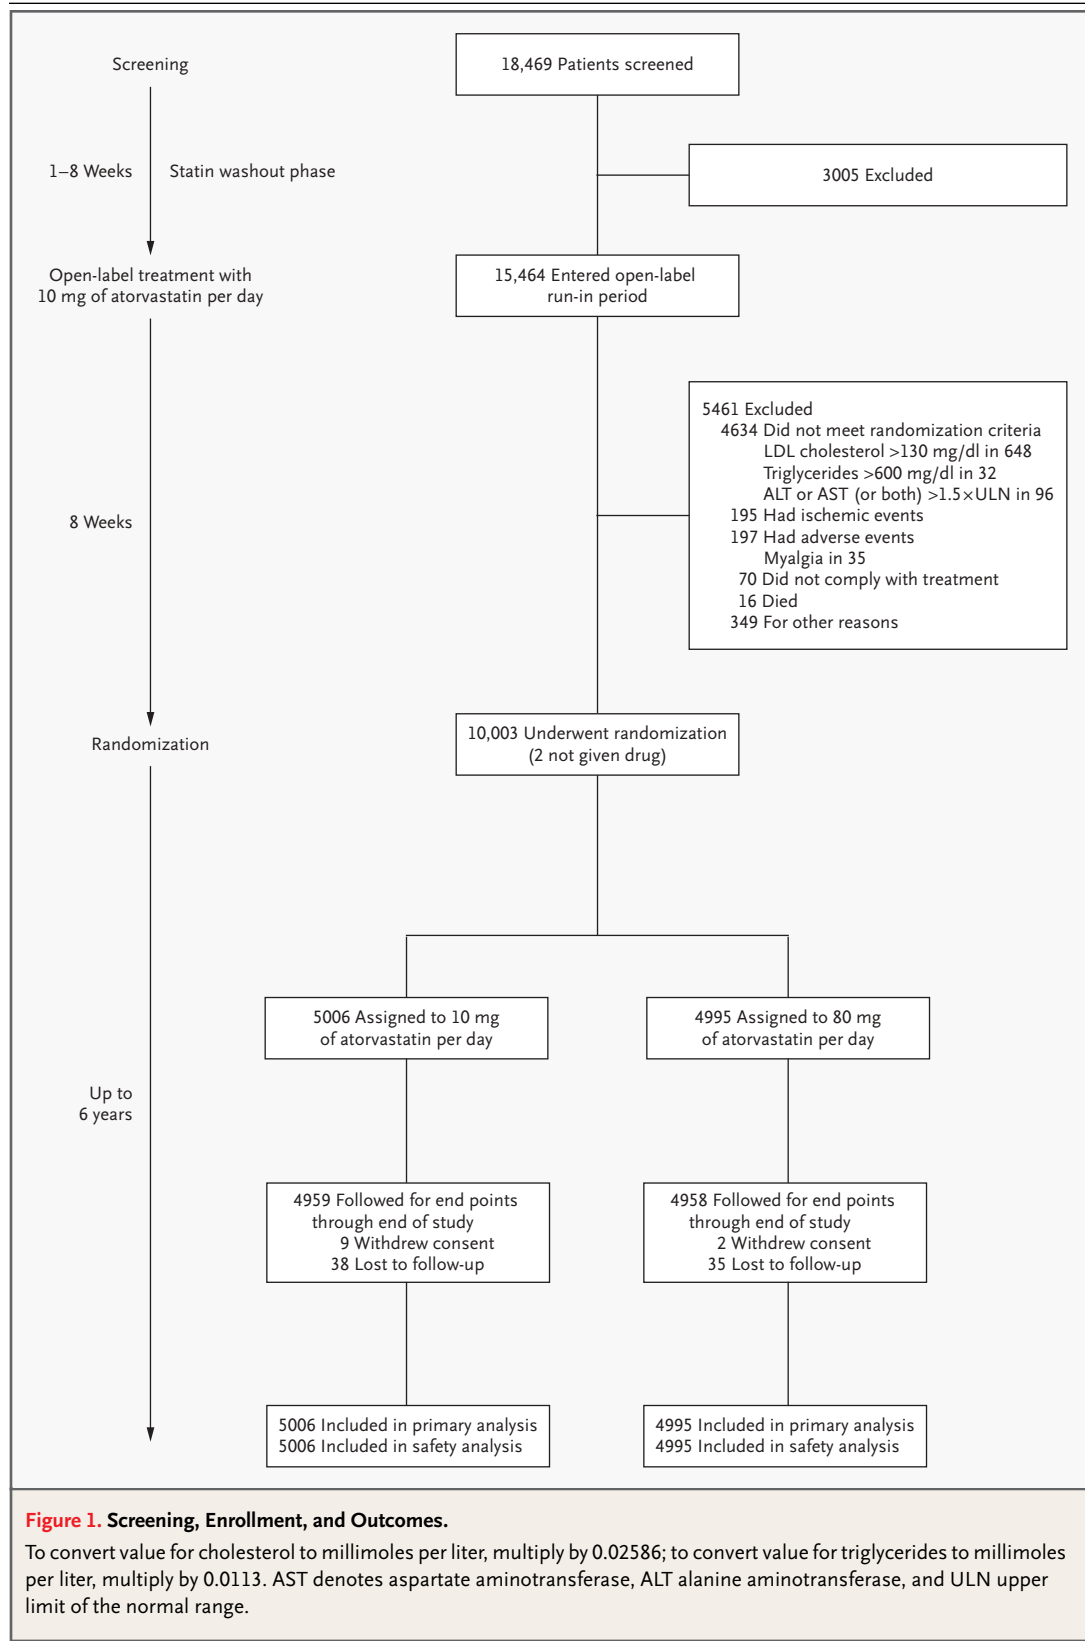 Screening
18,469 Patients screened
1–8 Weeks
Statin washout phase
3005 Excluded
Open-label treatment with
10 mg of atorvastatin per day
15,464 Entered open-label
run-in period
5461 Excluded
4634 Did not meet randomization criteria
LDL cholesterol >130 mg/dl in 648
Triglycerides >600 mg/dl in 32
ALT or AST (or both) >1.5×ULN in 96
195 Had ischemic events
197 Had adverse events
Myalgia in 35
70 Did not comply with treatment
16 Died
349 For other reasons
8 Weeks
Randomization
10,003 Underwent randomization
(2 not given drug)
5006 Assigned to 10 mg
of atorvastatin per day
4995 Assigned to 80 mg
of atorvastatin per day
Up to
6 years
4959 Followed for end points
through end of study
9 Withdrew consent
38 Lost to follow-up
4958 Followed for end points
through end of study
2 Withdrew consent
35 Lost to follow-up
5006 Included in primary analysis
5006 Included in safety analysis
4995 Included in primary analysis
4995 Included in safety analysis
Figure 1. Screening, Enrollment, and Outcomes.
To convert value for cholesterol to millimoles per liter, multiply by 0.02586; to convert value for triglycerides to millimoles
per liter, multiply by 0.0113. AST denotes aspartate aminotransferase, ALT alanine aminotransferase, and ULN upper
limit of the normal range.